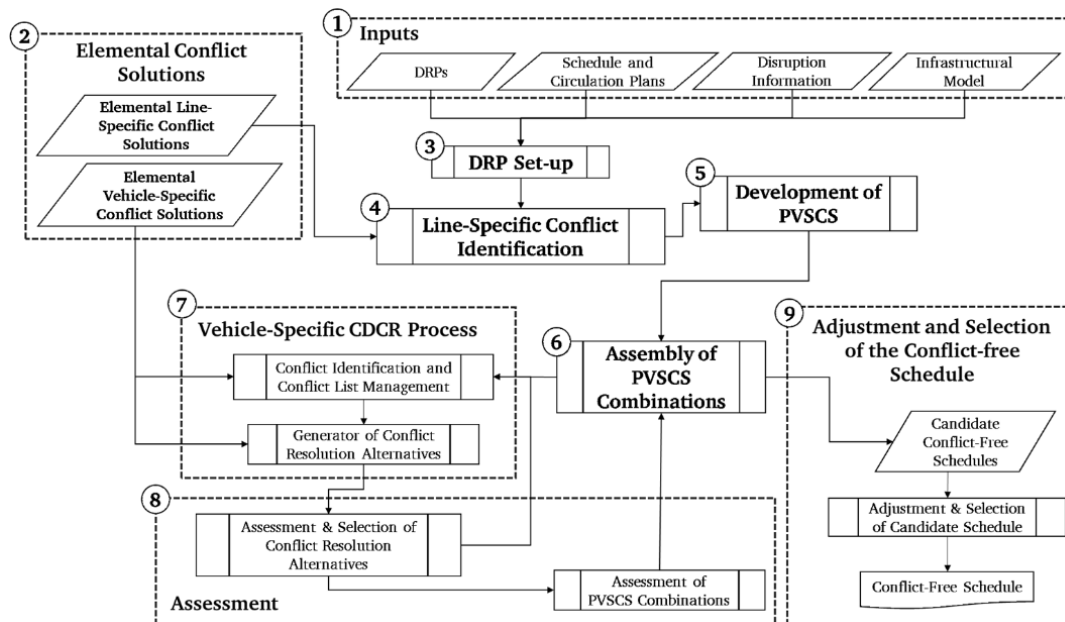 1
Inputs
DRPs
Schedule and
Circulation Plans
Disruption
Information
Infrastructural
Model
2
Elemental Conflict
Solutions
Elemental Line-
Specific Conflict
Solutions
Elemental
Vehicle-Specific
Conflict Solutions
3
DRP Set-up
4
Line-Specific Conflict
Identification
5
Development of
PVSCS
6
Assembly of
PVSCS
Combinations
7
Vehicle-Specific CDCR Process
Conflict Identification and
Conflict List Management
Generator of Conflict
Resolution Alternatives
8
Assessment & Selection of
Conflict Resolution
Alternatives
Assessment of
PVSCS Combinations
Assessment
9
Adjustment and Selection
of the Conflict-free
Schedule
Candidate
Conflict-Free
Schedules
Adjustment & Selection
of Candidate Schedule
Conflict-Free Schedule